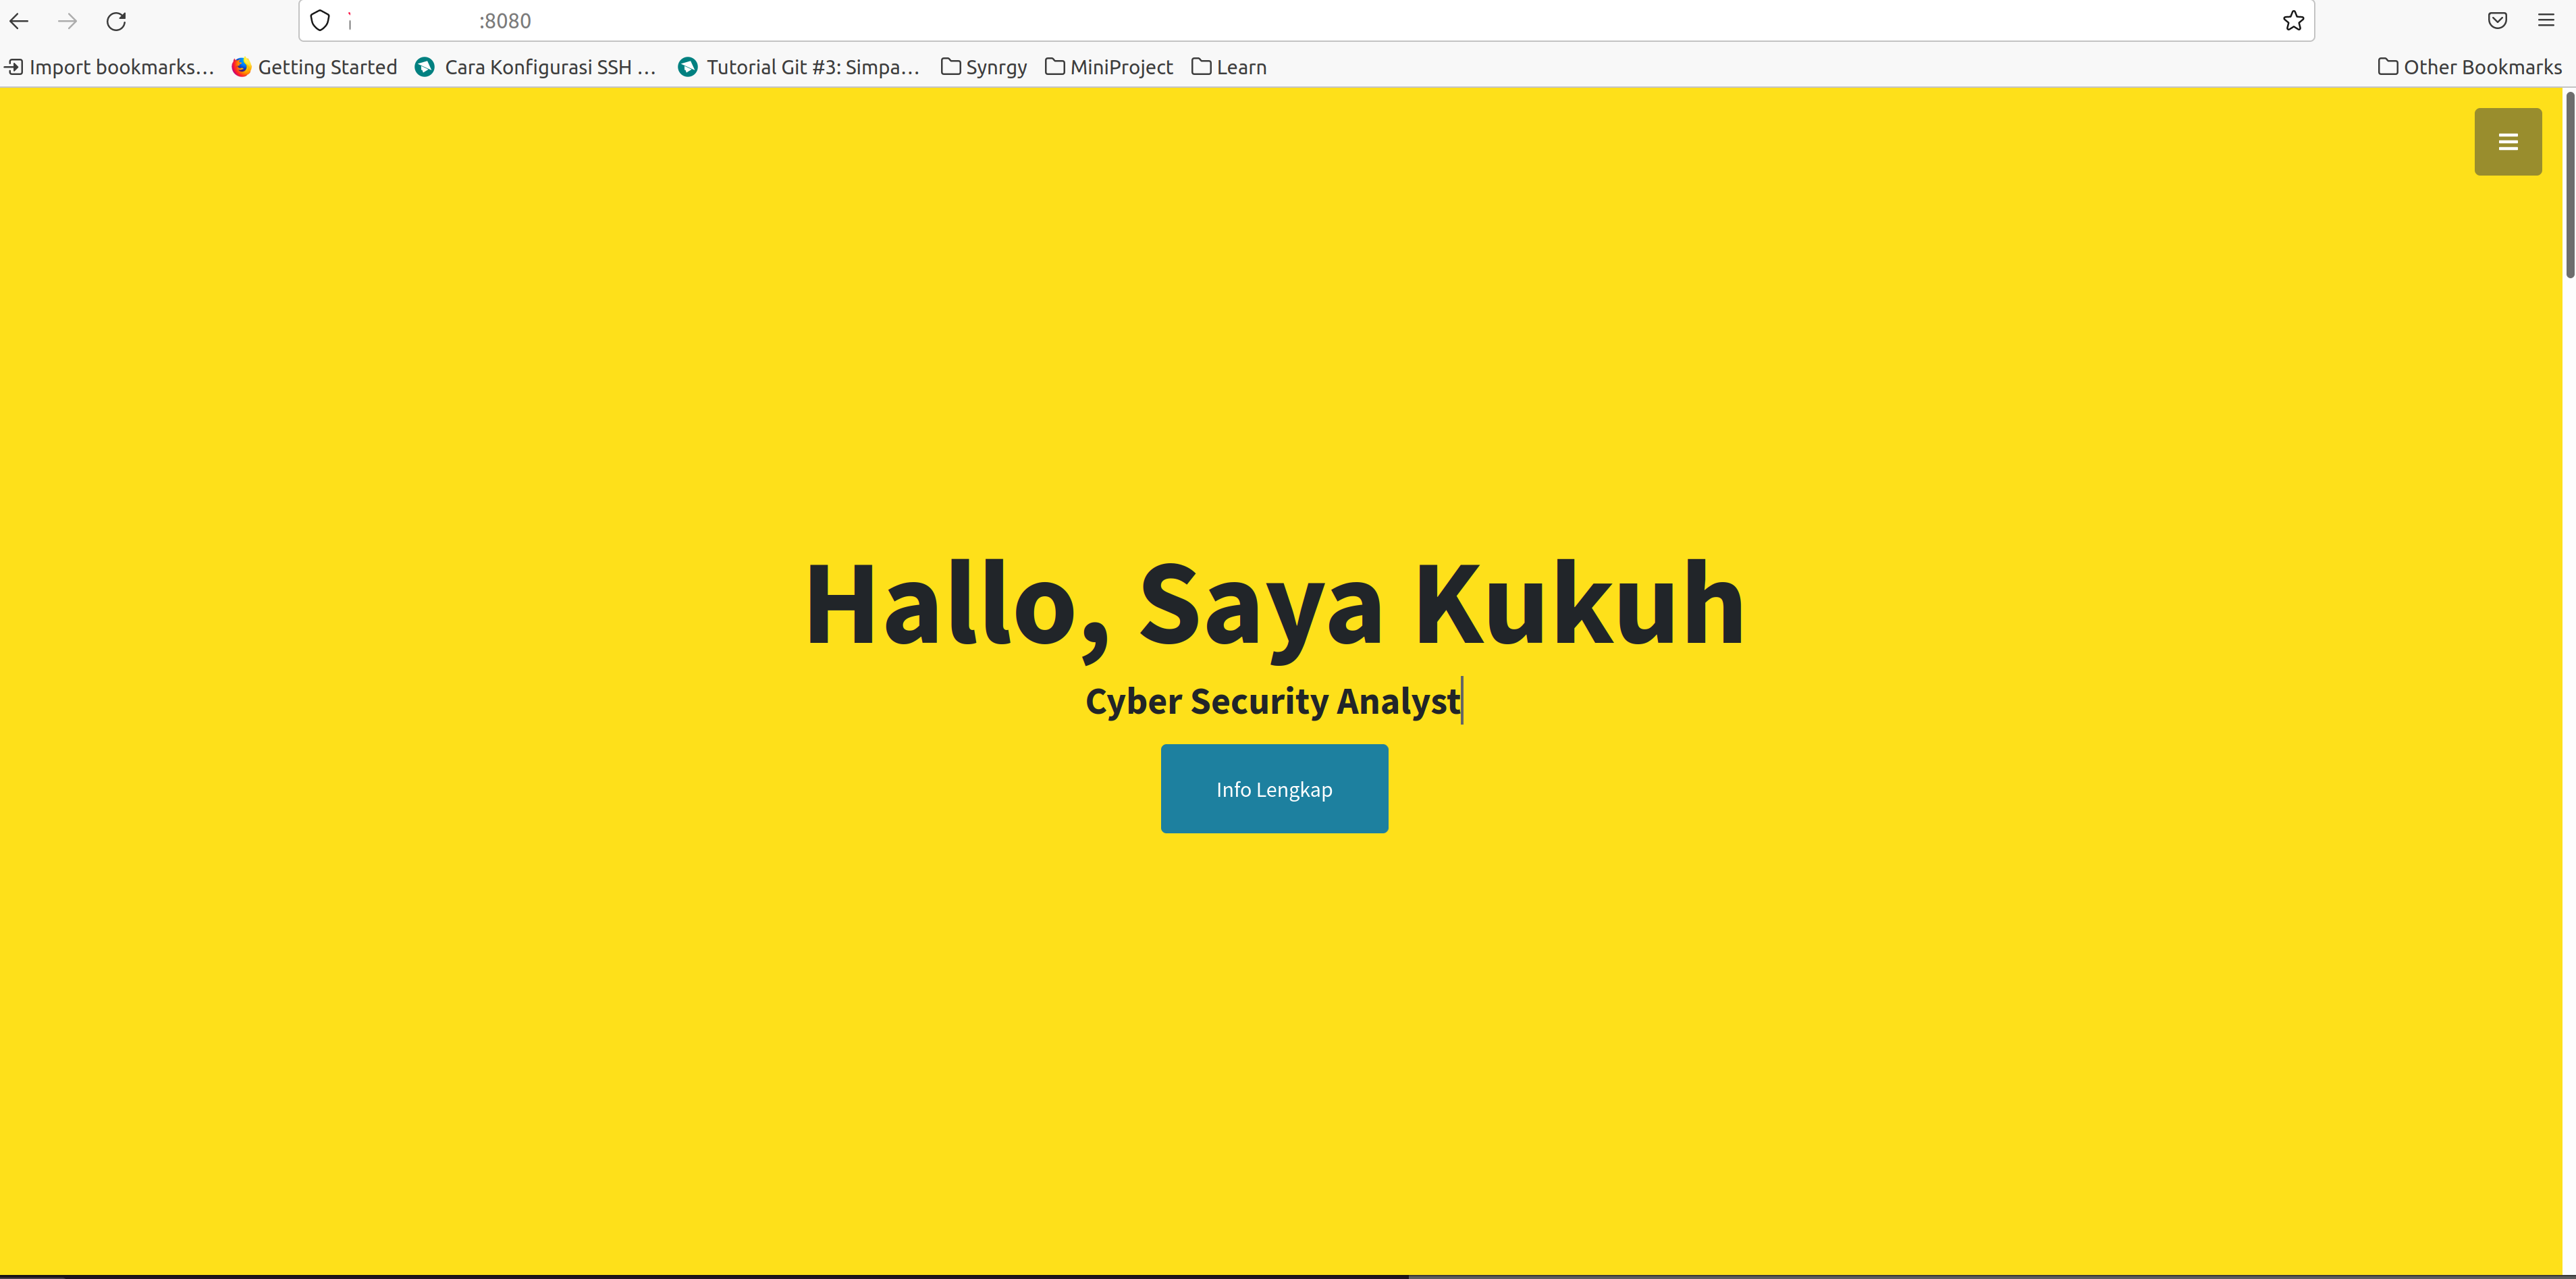 :8080
Import bookmarks... Getting Started Cara Konfigurasi SSH ... Tutorial Git #3: Simpa... Synrgy MiniProject Learn Other Bookmarks
Hallo, Saya Kukuh
Cyber Security Analyst
Info Lengkap